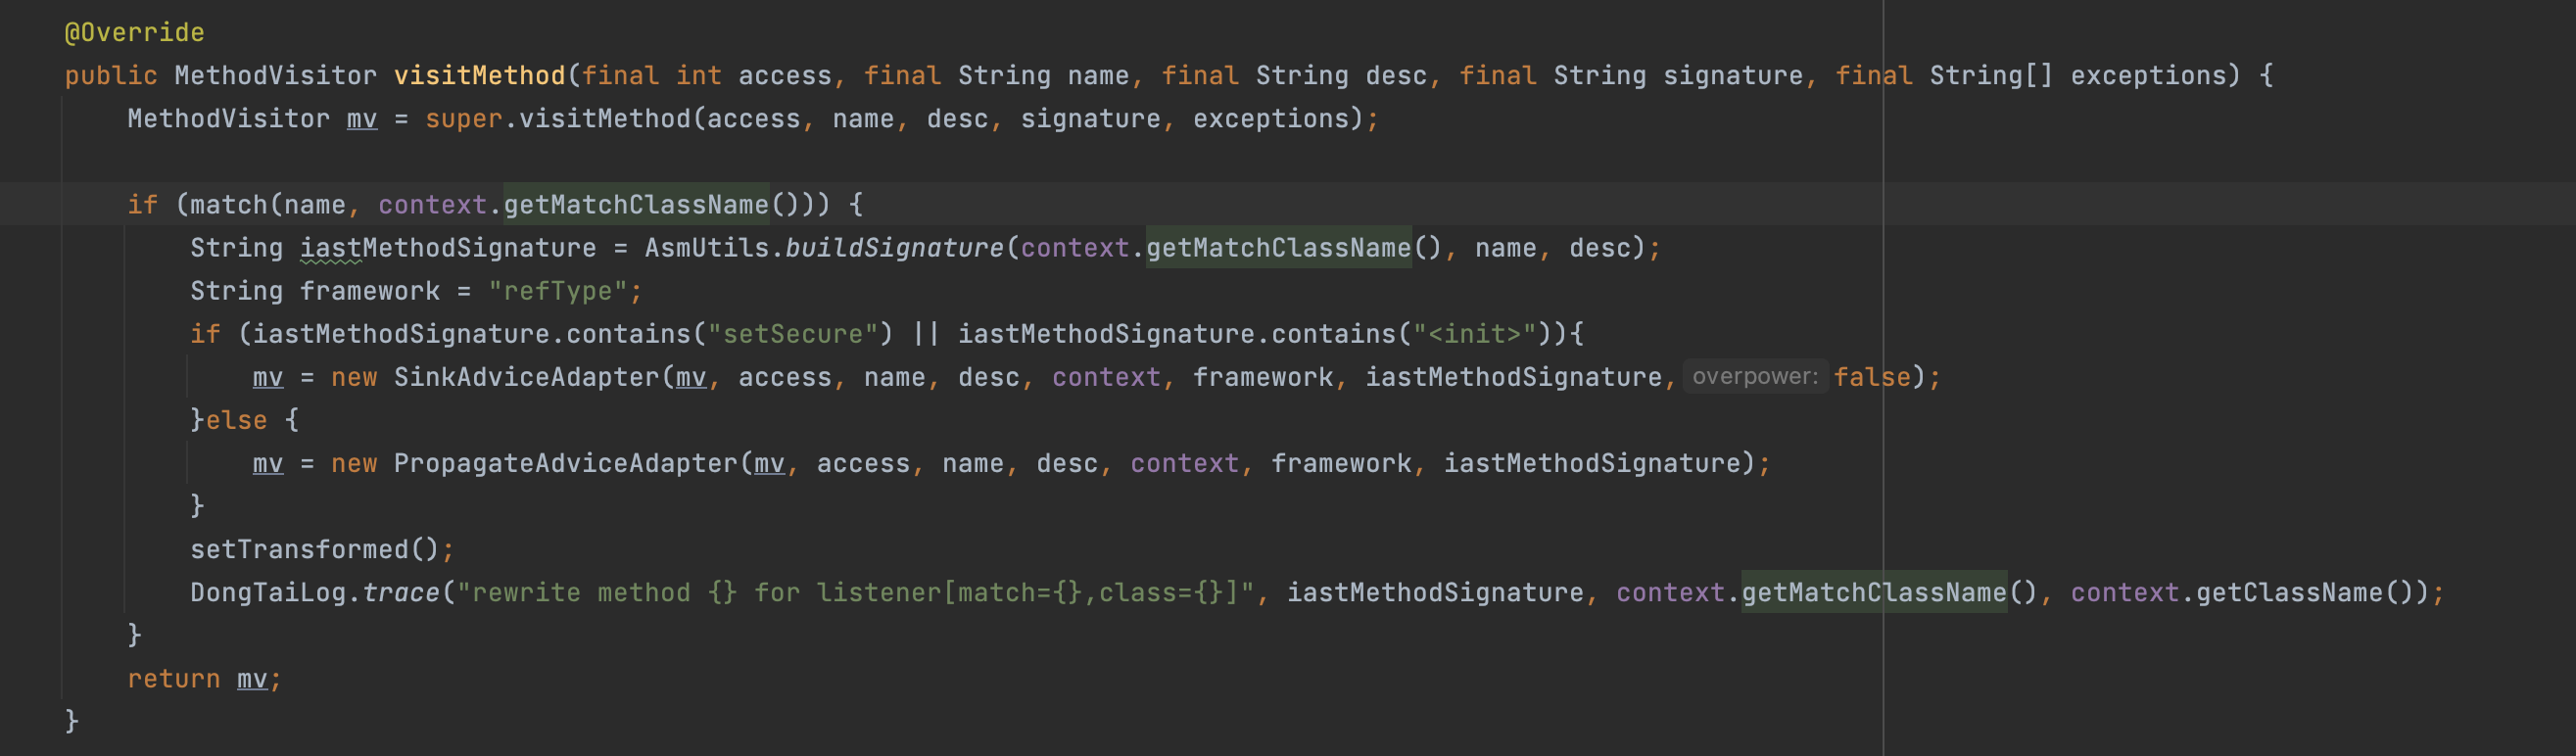 @Override
public MethodVisitor visitMethod(final int access, final String name, final String desc, final String signature, final String[] exceptions) {
    MethodVisitor mv = super.visitMethod(access, name, desc, signature, exceptions);
    if (match(name, context.getMatchClassName())) {
        String iastMethodSignature = AsmUtils.buildSignature(context.getMatchClassName(), name, desc);
        String framework = "refType";
        if (iastMethodSignature.contains("setSecure") || iastMethodSignature.contains("<init>")){
            mv = new SinkAdviceAdapter(mv, access, name, desc, context, framework, iastMethodSignature, overpower: false);
        }else {
            mv = new PropagateAdviceAdapter(mv, access, name, desc, context, framework, iastMethodSignature);
        }
        setTransformed();
        DongTaiLog.trace("rewrite method {} for listener[match={},class={}]", iastMethodSignature, context.getMatchClassName(), context.getClassName());
    }
    return mv;
}